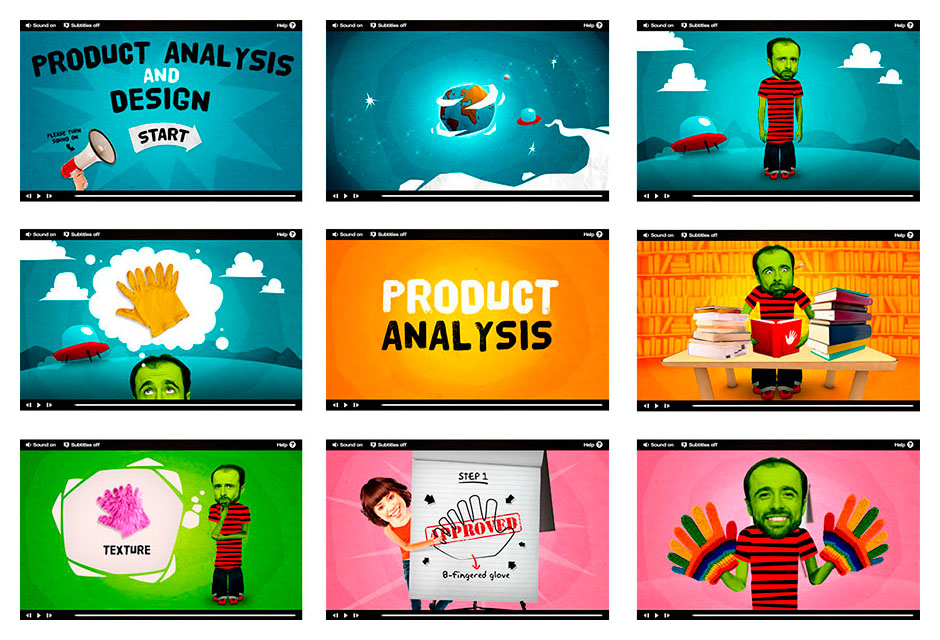 Sound on Subtitles off Help ?
PRODUCT ANALYSIS
AND
DESIGN
PLEASE TURN
SOUND ON
START
Sound on Subtitles off Help ?
Sound on Subtitles off Help ?
Sound on Subtitles off Help ?
Sound on Subtitles off Help ?
PRODUCT
ANALYSIS
Sound on Subtitles off Help ?
Sound on Subtitles off Help ?
TEXTURE
Sound on Subtitles off Help ?
STEP 1
APPROVED
8-fingered glove
Sound on Subtitles off Help ?